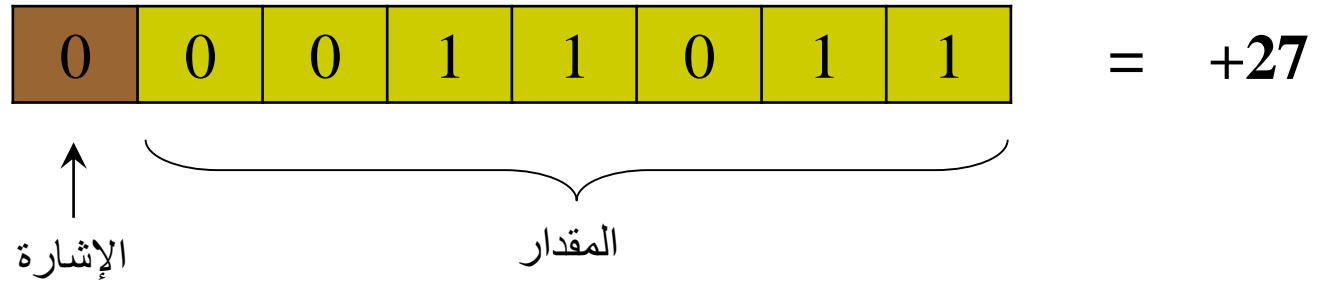 0 0 0 1 1 0 1 1 = +27
المقدار
الإشارة